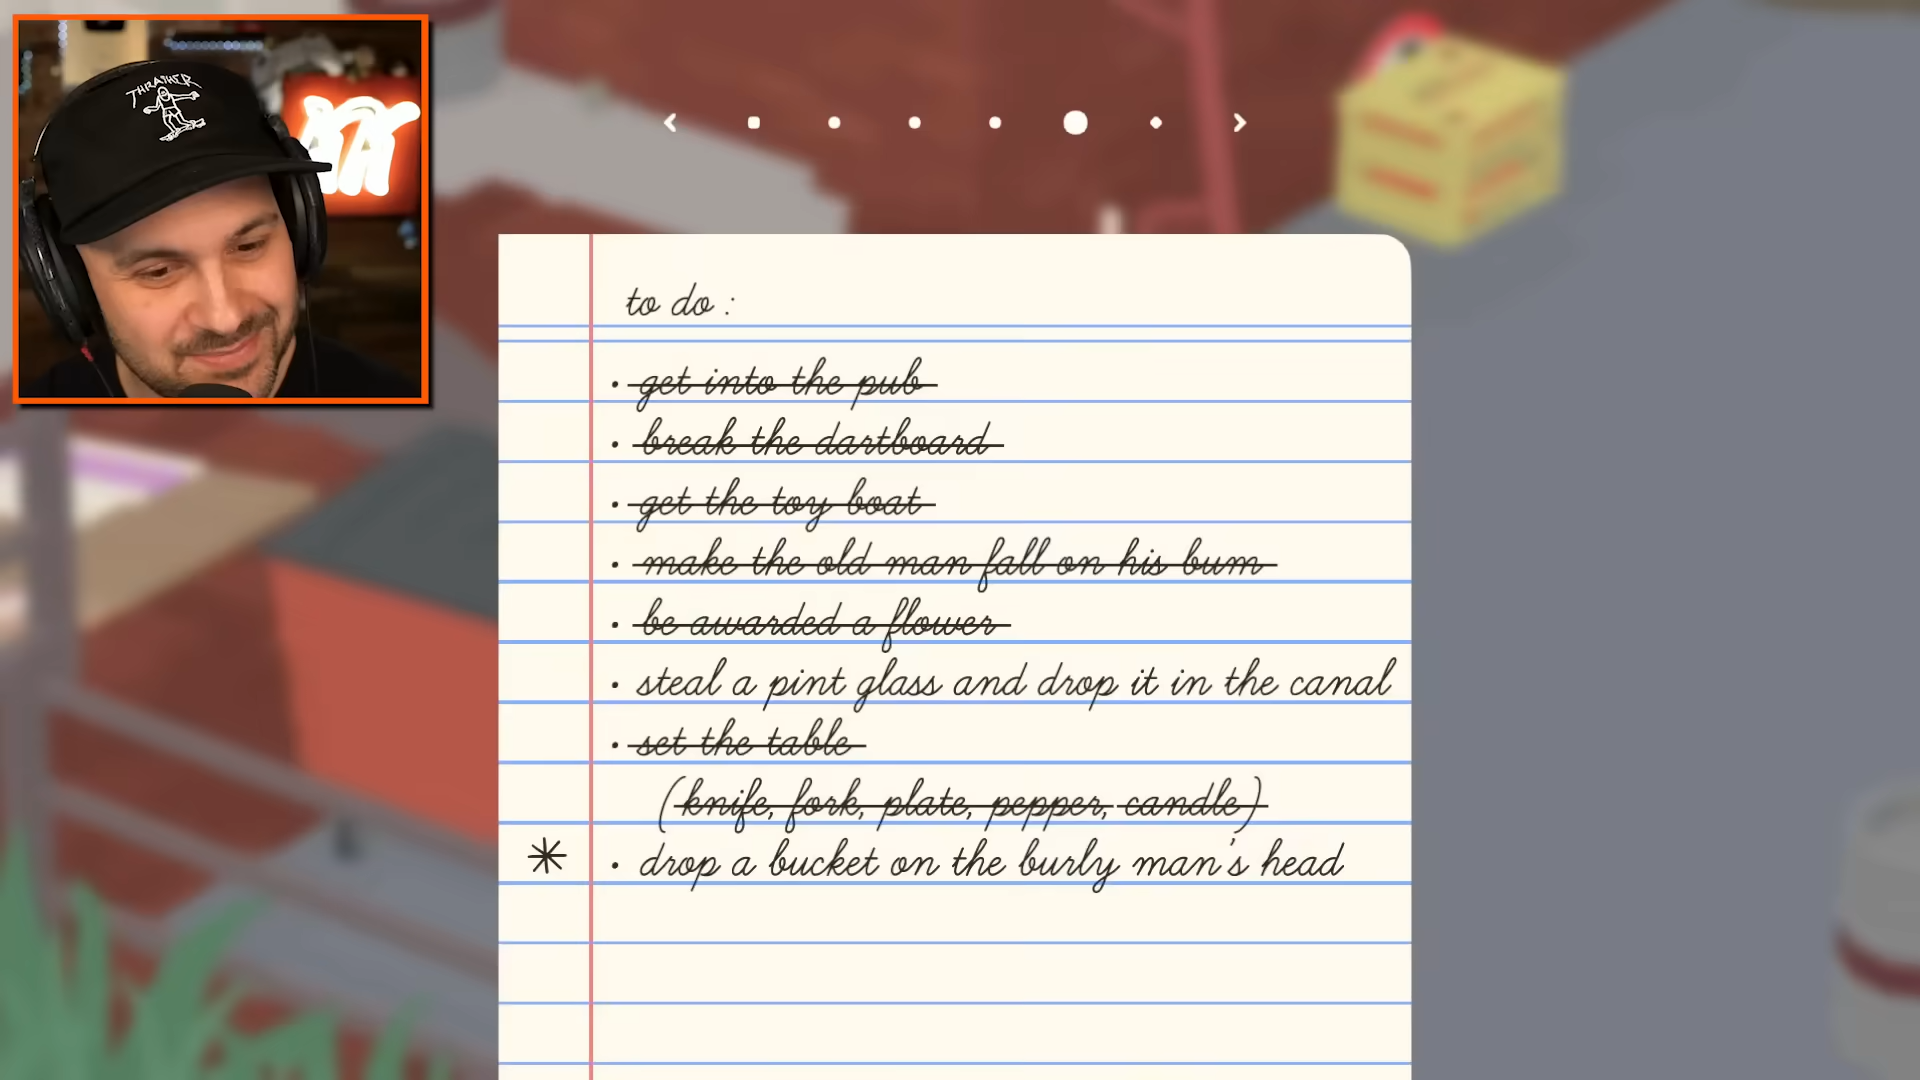 THRASHER
to do :
• get into the pub
• break the dartboard
• get the toy boat
• make the old man fall on his bum
• be awarded a flower
• steal a pint glass and drop it in the canal
• set the table
(knife, fork, plate, pepper, candle)
* • drop a bucket on the burly man's head